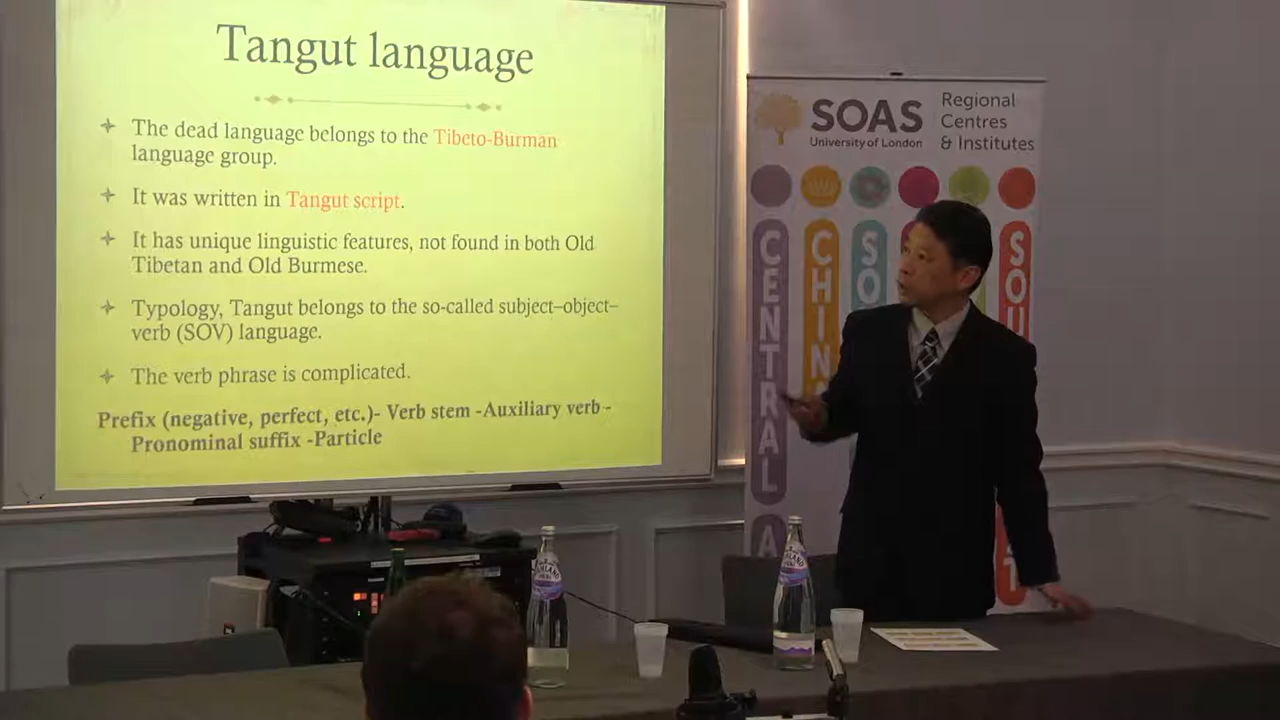 Tangut language
The dead language belongs to the Tibeto-Burman
language group.
It was written in Tangut script.
It has unique linguistic features, not found in both Old
Tibetan and Old Burmese.
Typology, Tangut belongs to the so-called subject–object–
verb (SOV) language.
The verb phrase is complicated.
Prefix (negative, perfect, etc.)- Verb stem -Auxiliary verb -
Pronominal suffix -Particle
SOAS
University of London
Regional
Centres
& Institutes
CENTRAL A
CHIN
SO
SOU